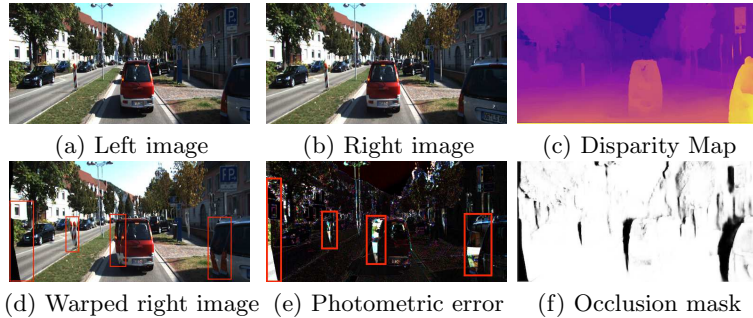 (a) Left image
(b) Right image
(c) Disparity Map
(d) Warped right image
(e) Photometric error
(f) Occlusion mask